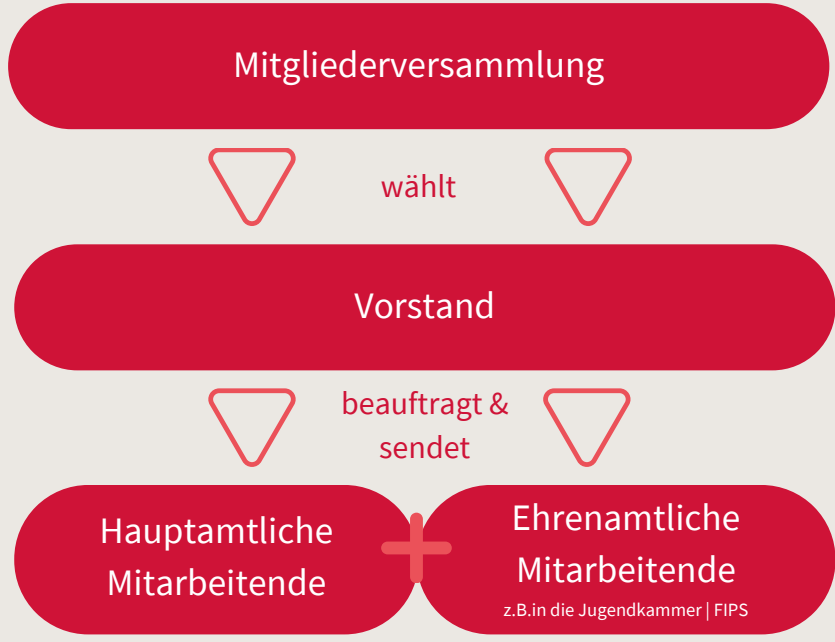 Mitgliederversammlung
wählt
Vorstand
beauftragt &
sendet
Hauptamtliche
Mitarbeitende
Ehrenamtliche
Mitarbeitende
z.B.in die Jugendkammer | FIPS